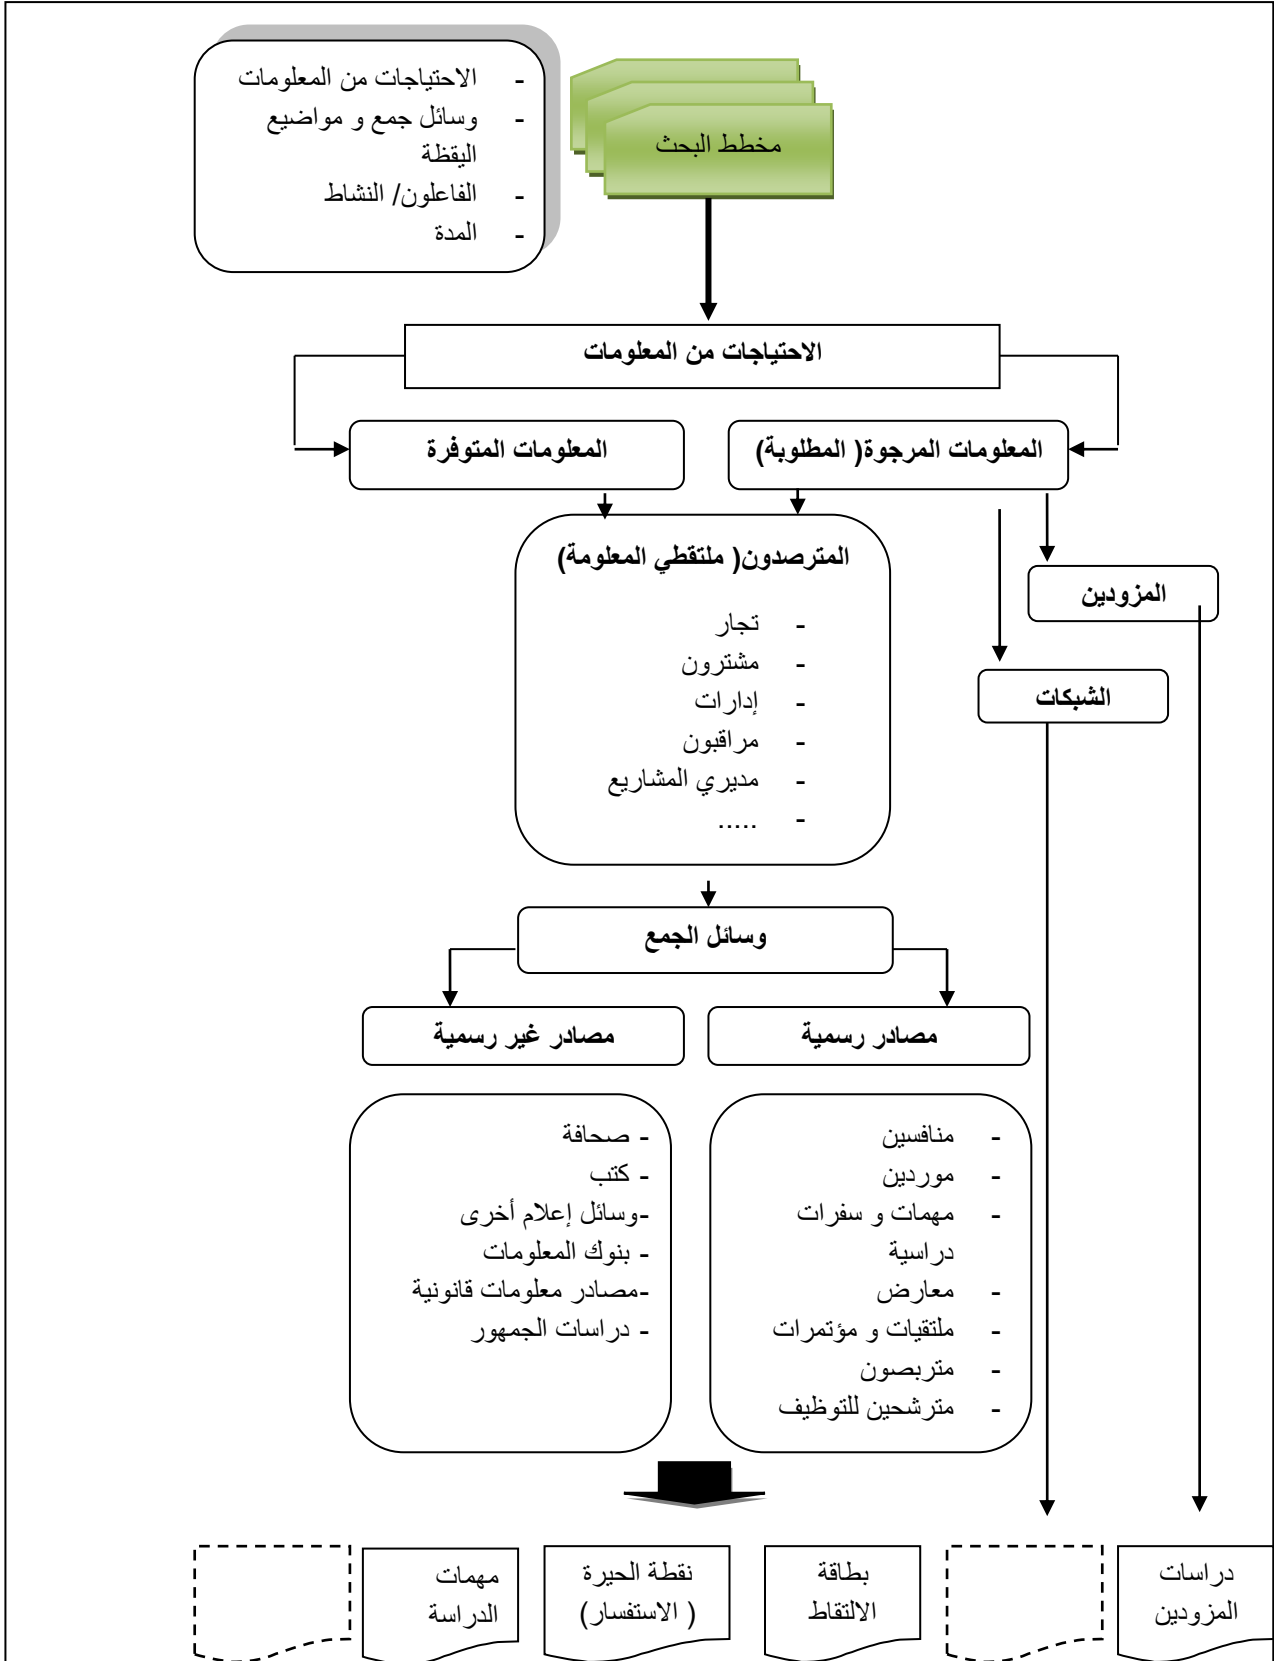 - الاحتياجات من المعلومات
- وسائل جمع و مواضيع
اليقظة
- الفاعلون/ النشاط
- المدة
مخطط البحث
الاحتياجات من المعلومات
المعلومات المرجوة( المطلوبة)
المعلومات المتوفرة
المترصدون( ملتقطي المعلومة)
- تجار
- مشترون
- إدارات
- مراقبون
- مديري المشاريع
- .....
المزودين
الشبكات
وسائل الجمع
مصادر رسمية
مصادر غير رسمية
- منافسين
- موردين
- مهمات و سفرات
دراسية
- معارض
- ملتقيات و مؤتمرات
- متربصون
- مترشحين للتوظيف
- صحافة
- كتب
-وسائل إعلام أخرى
- بنوك المعلومات
-مصادر معلومات قانونية
- دراسات الجمهور
دراسات
المزودين
بطاقة
الالتقاط
نقطة الحيرة
( الاستفسار)
مهمات
الدراسة